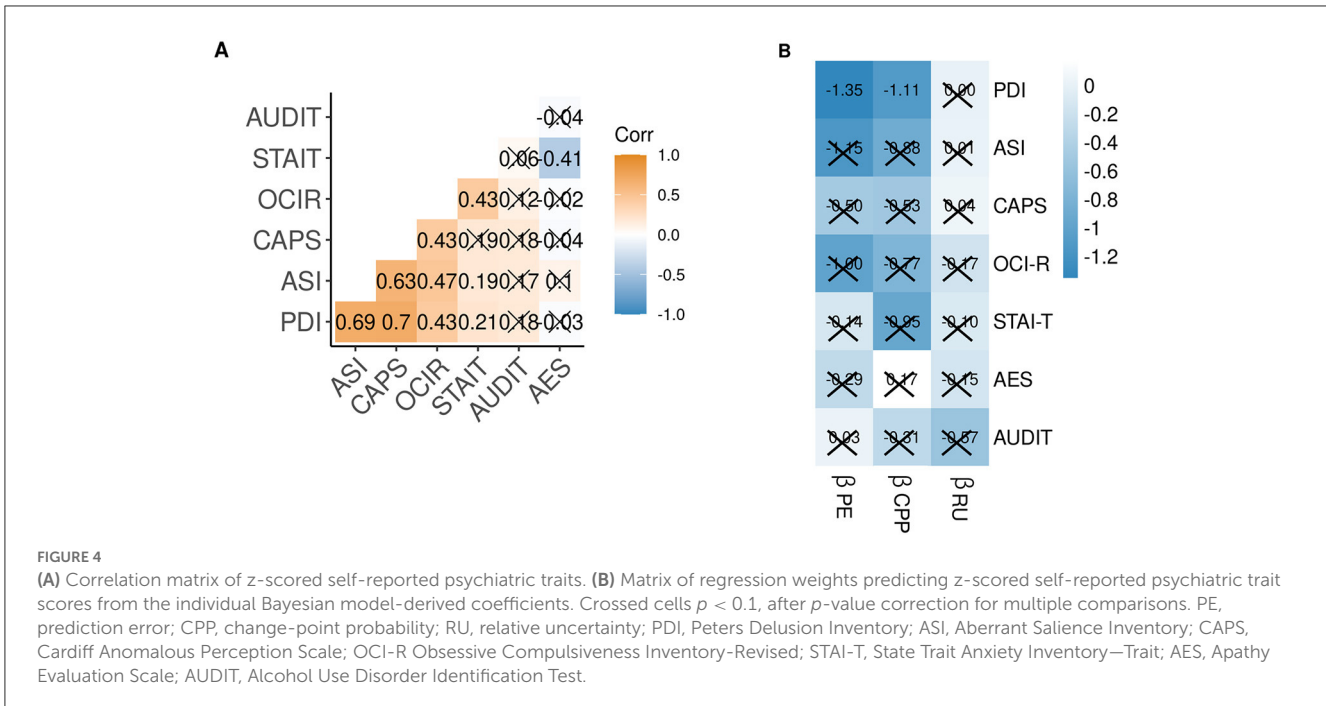 A
AUDIT
STAIT
OCIR
CAPS
ASI
PDI
-0.04
0.06 -0.41
0.43 0.12 -0.02
0.43 0.19 0.18 -0.04
0.63 0.47 0.19 0.17 0.1
0.69 0.7 0.43 0.21 0.18 -0.03
ASI CAPS OCIR STAIT AUDIT AES
Corr
1.0
0.5
0.0
-0.5
-1.0
B
-1.35 -1.11 0.00 PDI
-1.15 -0.88 0.01 ASI
-0.50 -0.53 0.04 CAPS
-1.00 -0.77 -0.17 OCI-R
-0.14 -0.95 -0.10 STAI-T
-0.29 0.17 -0.15 AES
0.03 -0.31 -0.57 AUDIT
β PE β CPP β RU
0
-0.2
-0.4
-0.6
-0.8
-1
-1.2
FIGURE 4
(A) Correlation matrix of z-scored self-reported psychiatric traits. (B) Matrix of regression weights predicting z-scored self-reported psychiatric trait
scores from the individual Bayesian model-derived coefficients. Crossed cells p < 0.1, after p-value correction for multiple comparisons. PE,
prediction error; CPP, change-point probability; RU, relative uncertainty; PDI, Peters Delusion Inventory; ASI, Aberrant Salience Inventory; CAPS,
Cardiff Anomalous Perception Scale; OCI-R Obsessive Compulsiveness Inventory-Revised; STAI-T, State Trait Anxiety Inventory—Trait; AES, Apathy
Evaluation Scale; AUDIT, Alcohol Use Disorder Identification Test.